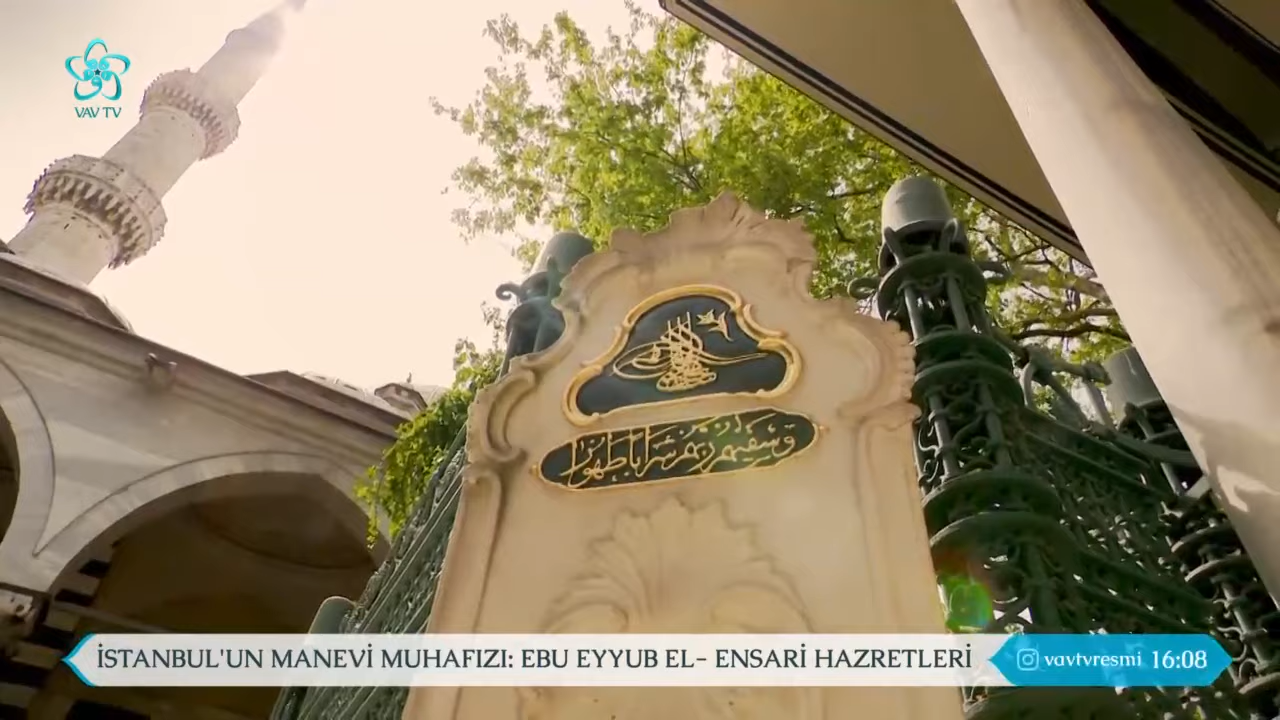 VAV TV
وسقيهم ربهم شرابا طهورا
İSTANBUL'UN MANEVİ MUHAFIZI: EBU EYYUB EL- ENSARİ HAZRETLERİ
vavtvresmi 16:08